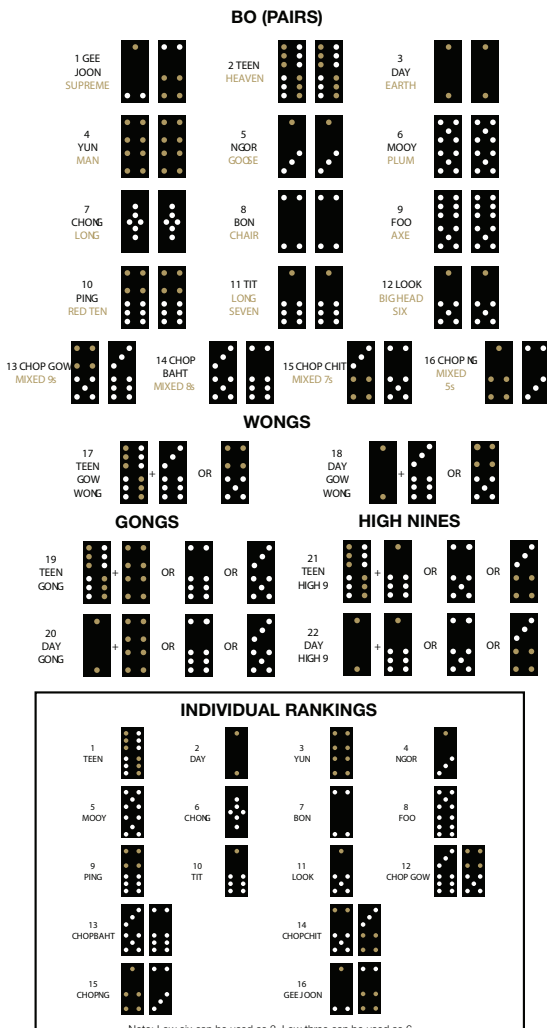 BO (PAIRS)
1 GEE
JOON
SUPREME
2 TEEN
HEAVEN
3
DAY
EARTH
4
YUN
MAN
5
NGOR
GOOSE
6
MOOY
PLUM
7
CHONG
LONG
8
BON
CHAIR
9
FOO
AXE
10
PING
RED TEN
11 TIT
LONG
SEVEN
12 LOOK
BIG HEAD
SIX
13 CHOP GOW
MIXED 9s
14 CHOP
BAHT
MIXED 8s
15 CHOP CHIT
MIXED 7s
16 CHOP NG
MIXED
5s
WONGS
17
TEEN
GOW
WONG
+
OR
18
DAY
GOW
WONG
+
OR
GONGS
HIGH NINES
19
TEEN
GONG
+
OR
OR
21
TEEN
HIGH 9
+
OR
OR
20
DAY
GONG
+
OR
OR
22
DAY
HIGH 9
+
OR
OR
INDIVIDUAL RANKINGS
1
TEEN
2
DAY
3
YUN
4
NGOR
5
MOOY
6
CHONG
7
BON
8
FOO
9
PING
10
TIT
11
LOOK
12
CHOP GOW
13
CHOPBAHT
14
CHOPCHIT
15
CHOPNG
16
GEE JOON